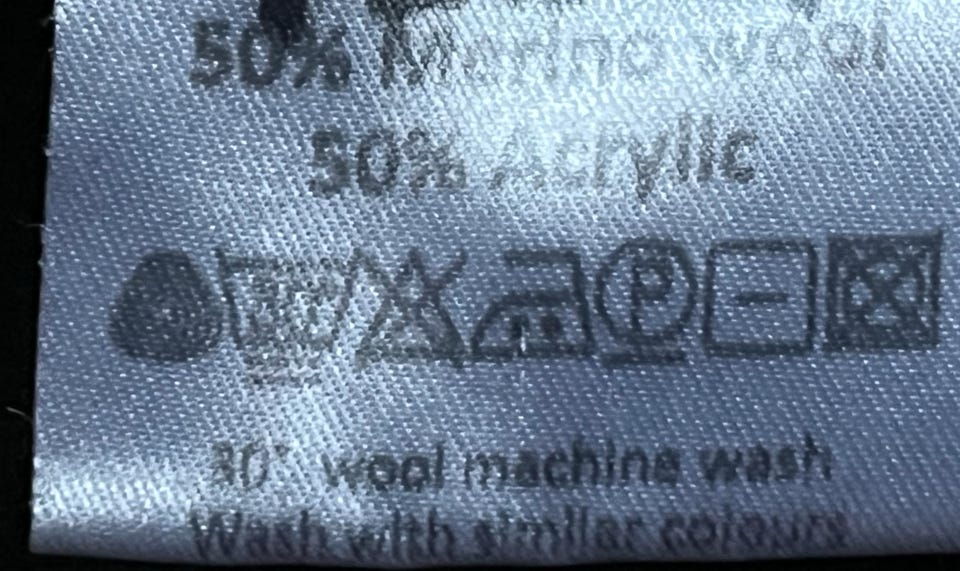 50% Merino wool
50% Acrylic
P
30° wool machine wash
Wash with similar colours